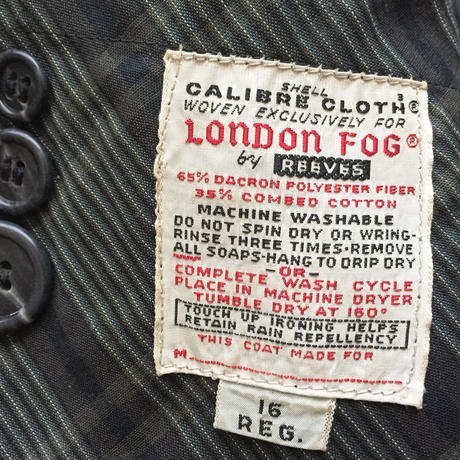 SHELL
CALIBRE CLOTH³®
WOVEN EXCLUSIVELY FOR
LONDON FOG®
by REEVES
65% DACRON POLYESTER FIBER
35% COMBED COTTON
MACHINE WASHABLE
DO NOT SPIN DRY OR WRING-
RINSE THREE TIMES-REMOVE
ALL SOAPS-HANG TO DRIP DRY
-OR-
COMPLETE WASH CYCLE
PLACE IN MACHINE DRYER
TUMBLE DRY AT 160°
TOUCH UP IRONING HELPS
RETAIN RAIN REPELLENCY
THIS COAT MADE FOR
M
16
REG.